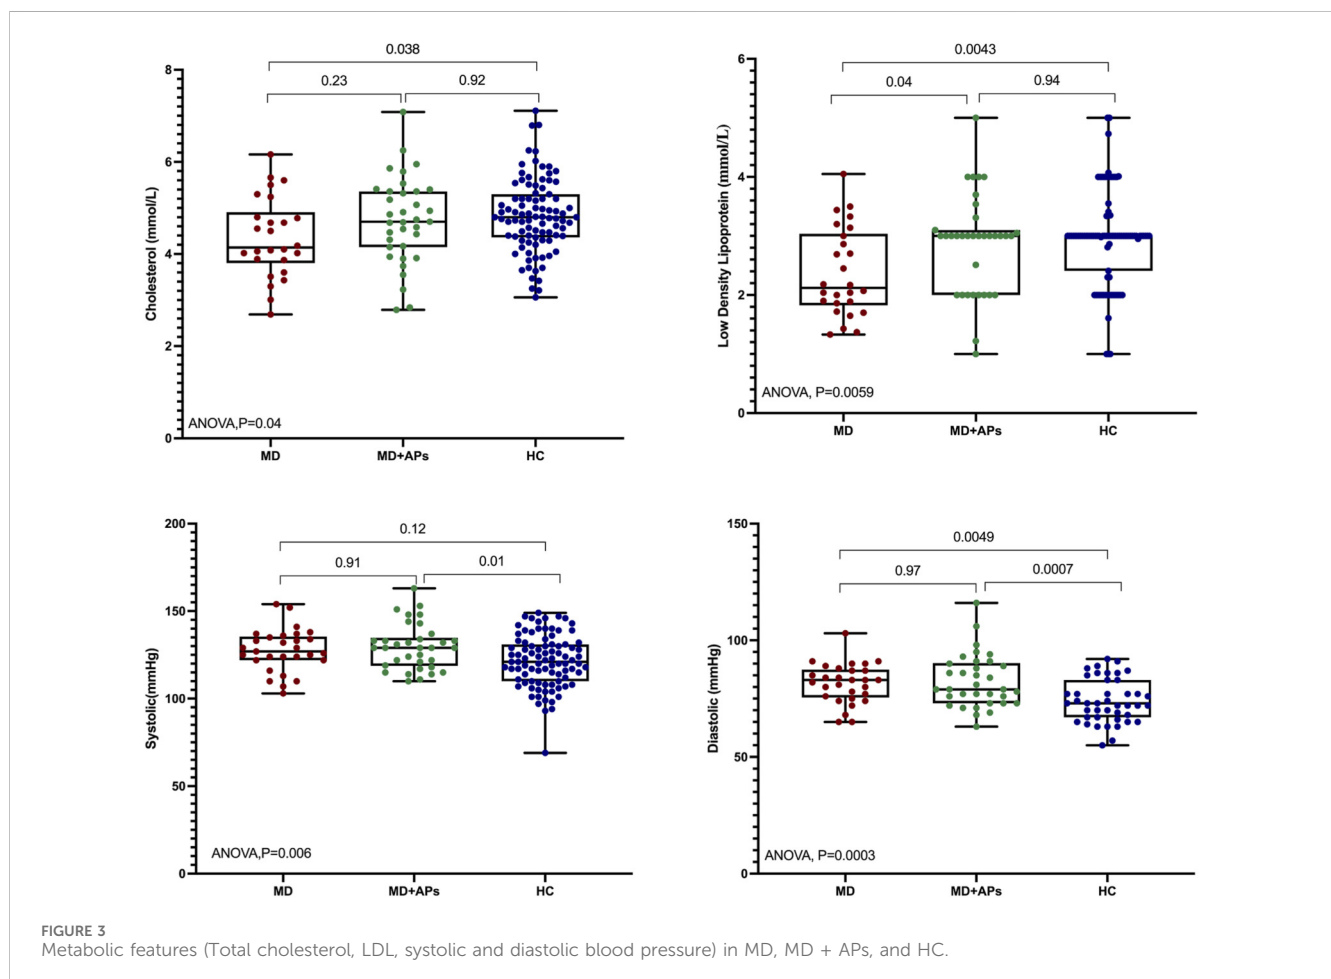 0.038
0.23 0.92
8
6
4
2
0
Cholesterol (mmol/L)
ANOVA,P=0.04
MD MD+APs HC
0.0043
0.04 0.94
6
4
2
0
Low Density Lipoprotein (mmol/L)
ANOVA, P=0.0059
MD MD+APs HC
0.12
0.91 0.01
200
150
100
50
0
Systolic(mmHg)
ANOVA,P=0.006
MD MD+APs HC
0.0049
0.97 0.0007
150
100
50
0
Diastolic (mmHg)
ANOVA, P=0.0003
MD MD+APs HC
FIGURE 3
Metabolic features (Total cholesterol, LDL, systolic and diastolic blood pressure) in MD, MD + APs, and HC.